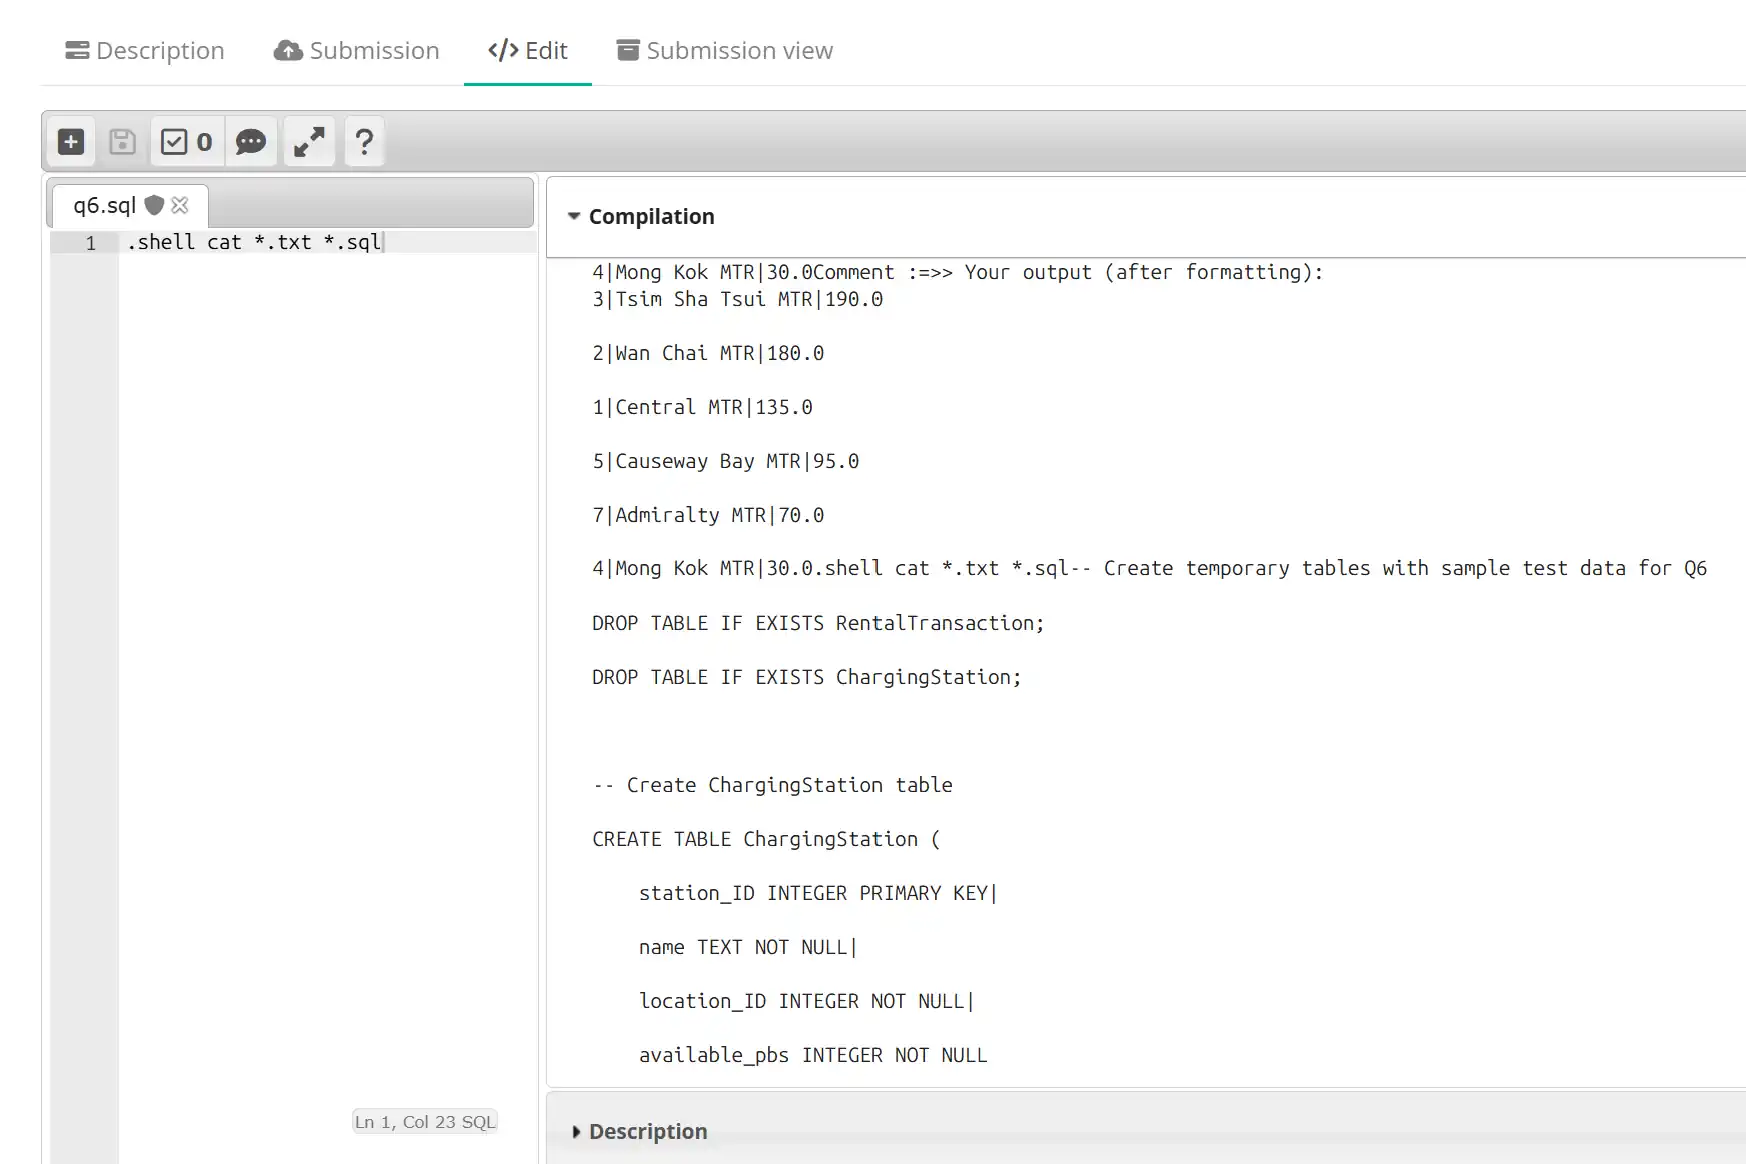 Description Submission </> Edit Submission view
0 ?
q6.sql
1 .shell cat *.txt *.sql
Ln 1, Col 23 SQL
Compilation
4|Mong Kok MTR|30.0Comment :=>> Your output (after formatting):
3|Tsim Sha Tsui MTR|190.0
2|Wan Chai MTR|180.0
1|Central MTR|135.0
5|Causeway Bay MTR|95.0
7|Admiralty MTR|70.0
4|Mong Kok MTR|30.0.shell cat *.txt *.sql-- Create temporary tables with sample test data for Q6
DROP TABLE IF EXISTS RentalTransaction;
DROP TABLE IF EXISTS ChargingStation;
-- Create ChargingStation table
CREATE TABLE ChargingStation (
station_ID INTEGER PRIMARY KEY|
name TEXT NOT NULL|
location_ID INTEGER NOT NULL|
available_pbs INTEGER NOT NULL
Description